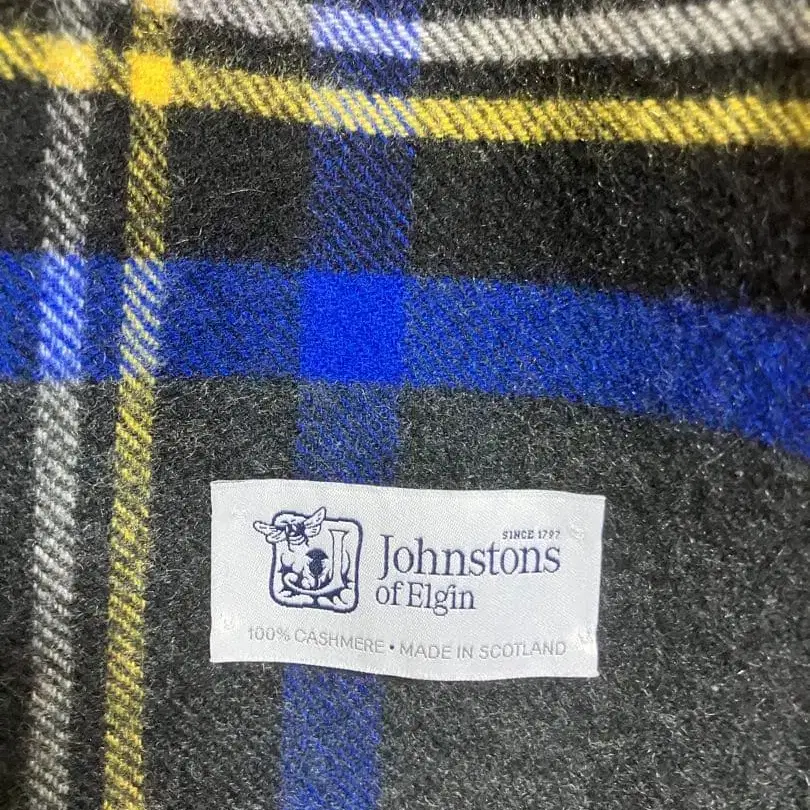 SINCE 1797
Johnstons
of Elgin
100% CASHMERE • MADE IN SCOTLAND